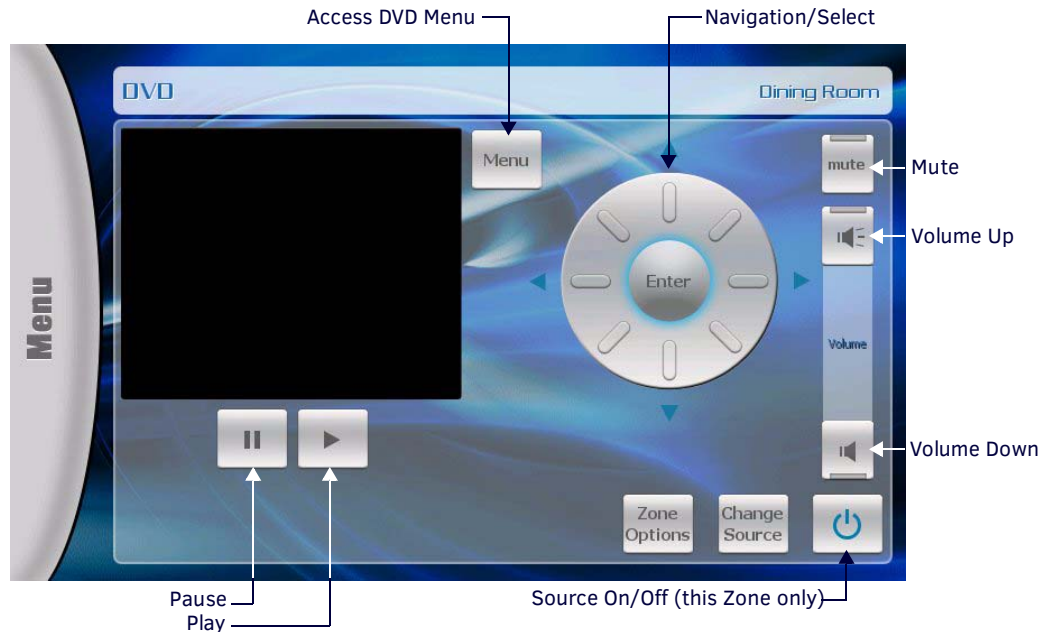 Access DVD Menu
Navigation/Select
DVD
Dining Room
Menu
mute
Mute
Volume Up
Enter
Menu
Volume
Volume Down
Zone
Options
Change
Source
Pause
Play
Source On/Off (this Zone only)